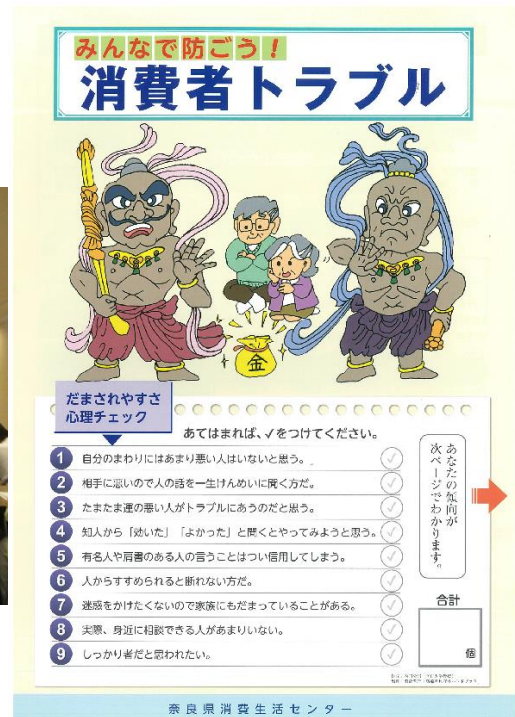 みんなで防ごう！
消費者トラブル
金
だまされやすさ
心理チェック
あてはまれば、✓をつけてください。
1 自分のまわりにはあまり悪い人はいないと思う。
2 相手に悪いので人の話を一生けんめいに聞く方だ。
3 たまたま運の悪い人がトラブルにあうのだと思う。
4 知人から「効いた」「よかった」と聞くとやってみようと思う。
5 有名人や肩書のある人の言うことはつい信用してしまう。
6 人からすすめられると断れない方だ。
7 迷惑をかけたくないので家族にもだまっていることがある。
8 実際、身近に相談できる人があまりいない。
9 しっかり者だと思われたい。
あなたの傾向が
次ページでわかります。
合計
個
奈良県消費生活センター